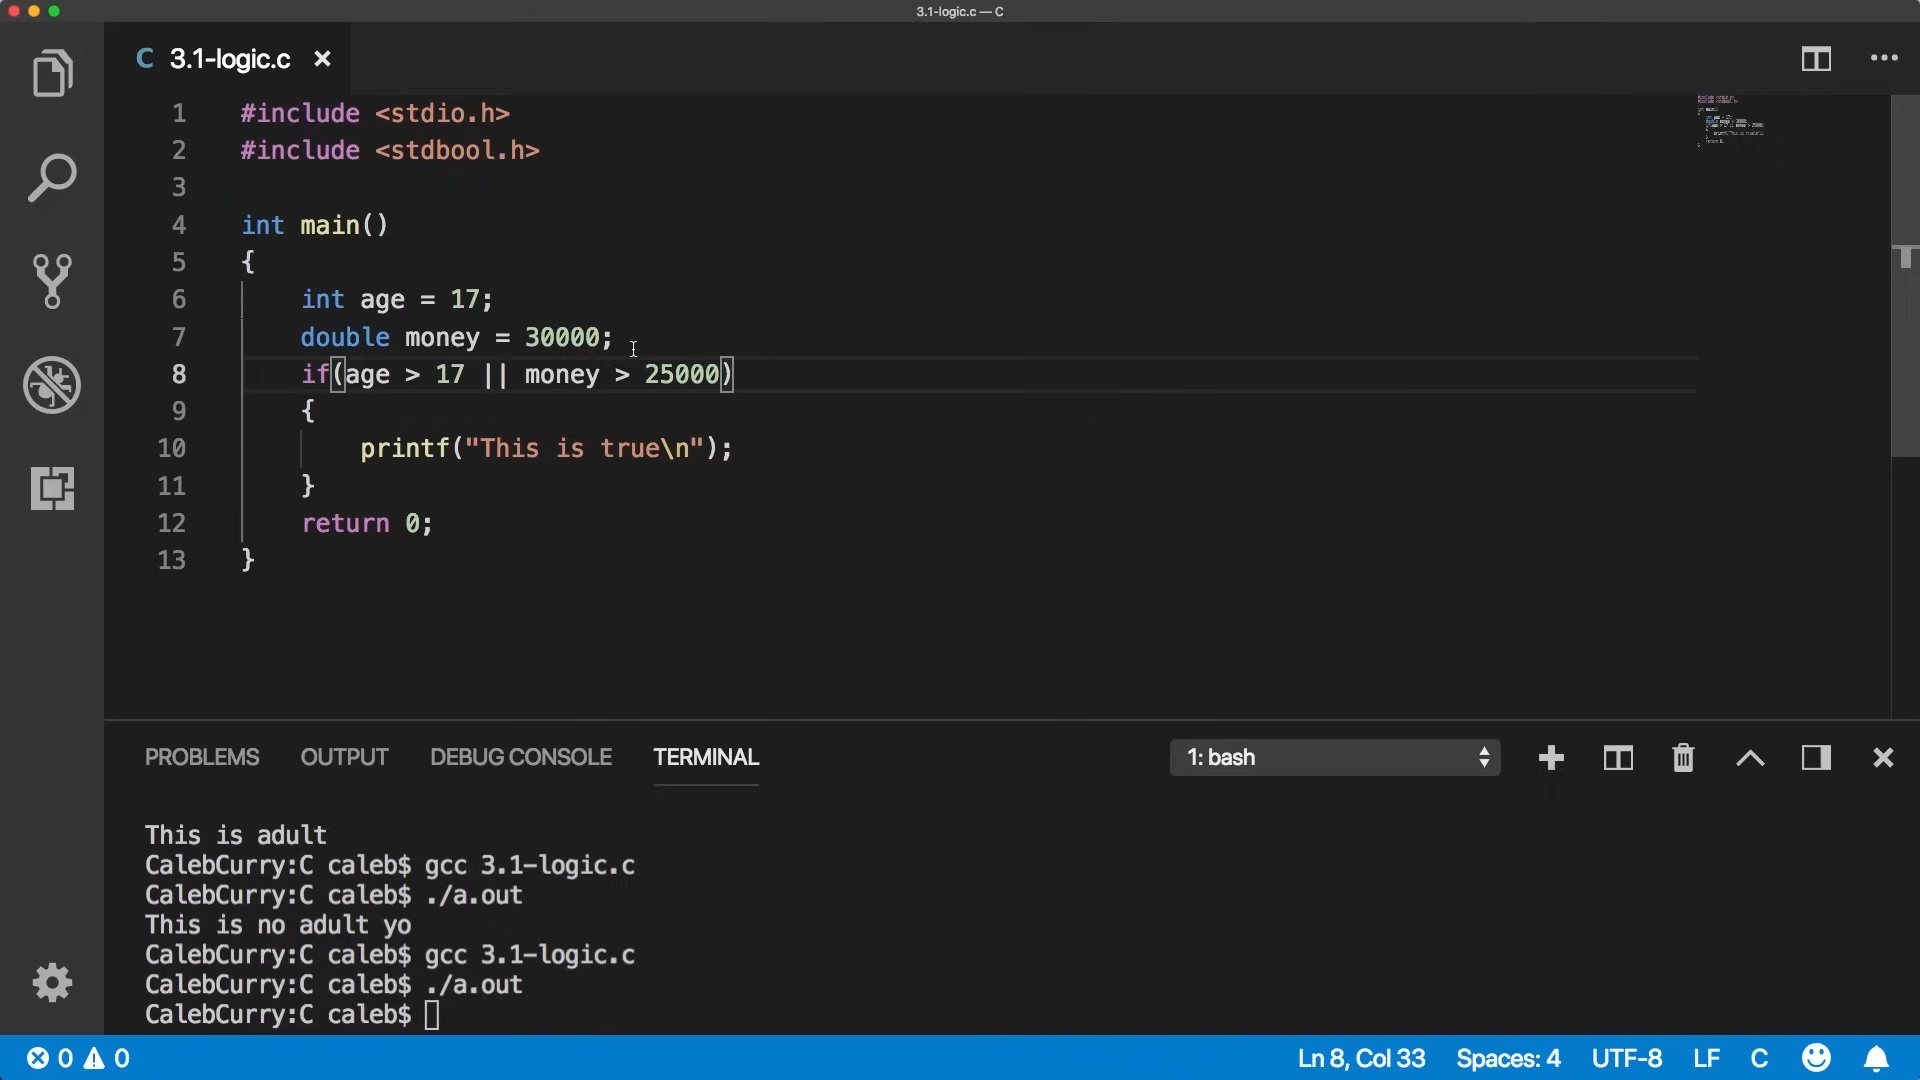 3.1-logic.c — C
C 3.1-logic.c ×
1 #include <stdio.h>
2 #include <stdbool.h>
3
4 int main()
5 {
6     int age = 17;
7     double money = 30000;
8     if(age > 17 || money > 25000)
9     {
10         printf("This is true\n");
11     }
12     return 0;
13 }
PROBLEMS OUTPUT DEBUG CONSOLE TERMINAL 1: bash
This is adult
CalebCurry:C caleb$ gcc 3.1-logic.c
CalebCurry:C caleb$ ./a.out
This is no adult yo
CalebCurry:C caleb$ gcc 3.1-logic.c
CalebCurry:C caleb$ ./a.out
CalebCurry:C caleb$
0 0 Ln 8, Col 33 Spaces: 4 UTF-8 LF C